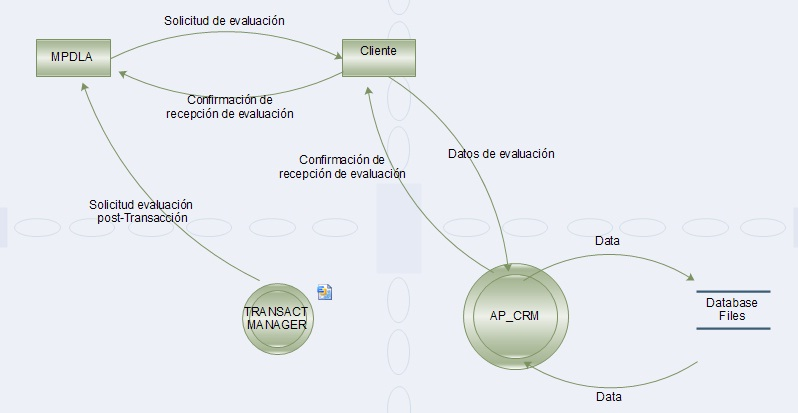 Solicitud de evaluación
MPDLA
Cliente
Confirmación de
recepción de evaluación
Datos de evaluación
Confirmación de
recepción de evaluación
Solicitud evaluación
post-Transacción
Data
TRANSACT
MANAGER
AP_CRM
Database
Files
Data